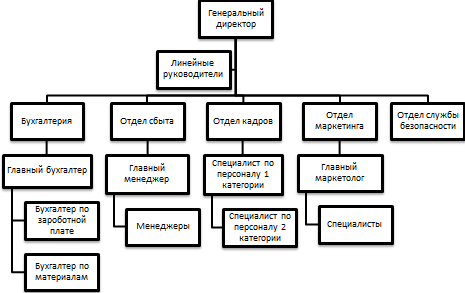 Генеральный
директор
Линейные
руководители
Бухгалтерия
Отдел сбыта
Отдел кадров
Отдел
маркетинга
Отдел службы
безопасности
Главный бухгалтер
Главный
менеджер
Специалист по
персоналу 1
категории
Главный
маркетолог
Бухгалтер по
зароботной
плате
Менеджеры
Специалист по
персоналу 2
категории
Специалисты
Бухгалтер по
материалам